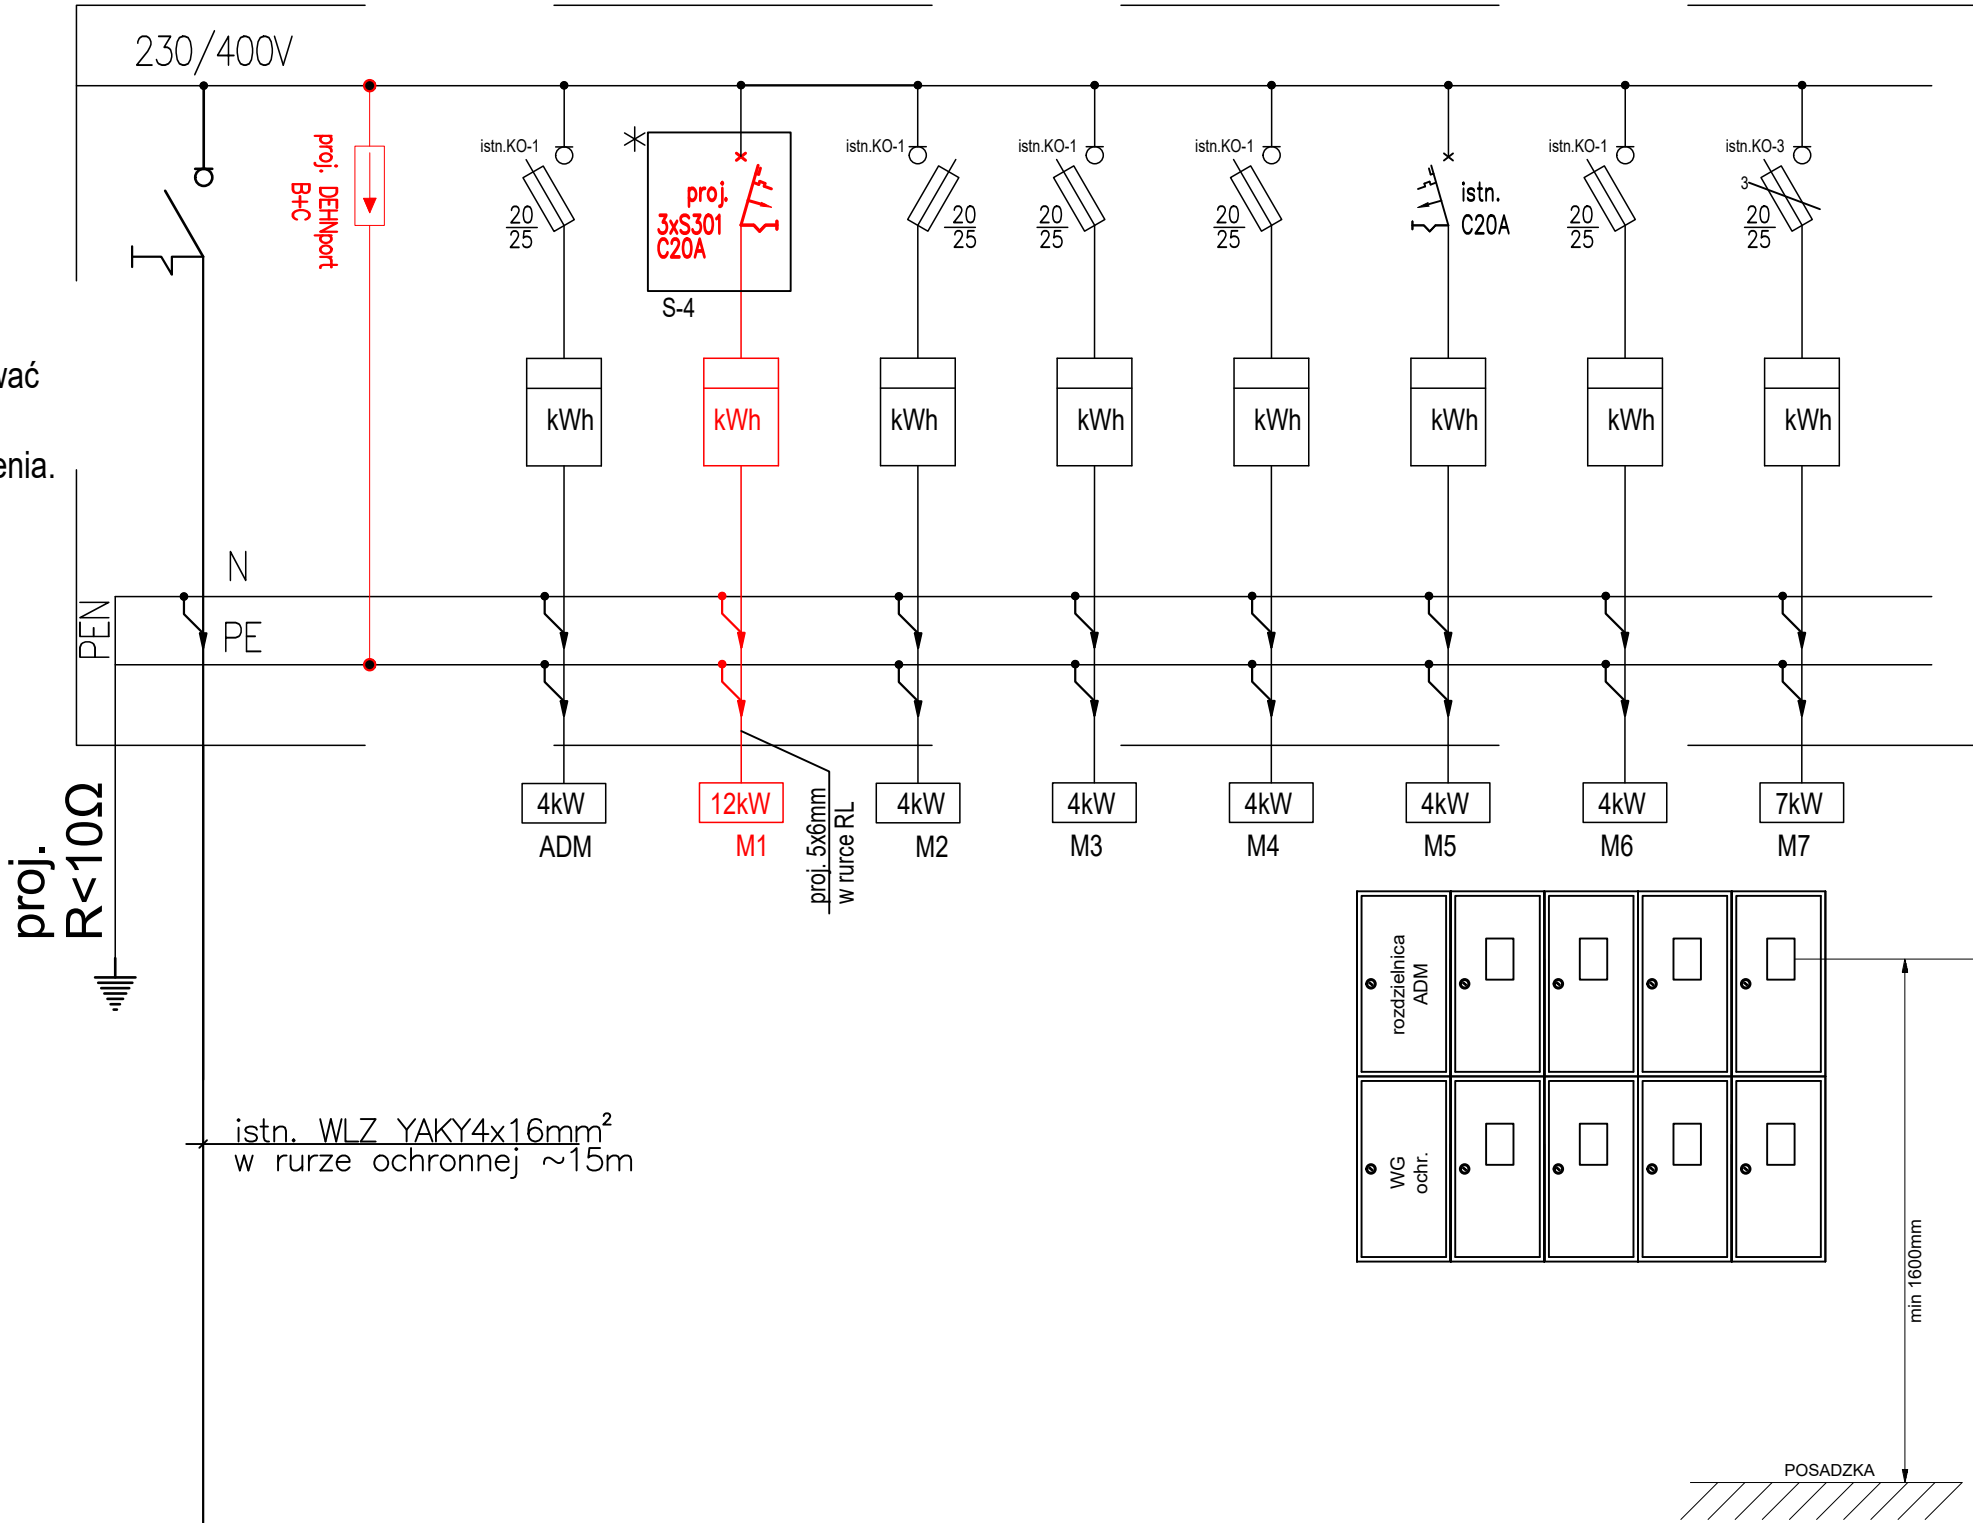 230/400V
proj. DEHNport
B+C
istn.KO-1
20
25
proj.
3xS301
C20A
S-4
istn.KO-1
20
25
istn.KO-1
20
25
istn.KO-1
20
25
istn.
C20A
istn.KO-1
20
25
istn.KO-3
3
20
25
wać
enia.
kWh
kWh
kWh
kWh
kWh
kWh
kWh
kWh
N
PE
PEN
4kW
ADM
12kW
M1
4kW
M2
4kW
M3
4kW
M4
4kW
M5
4kW
M6
7kW
M7
proj. 5x6mm
w rurce RL
proj.
R<10Ω
istn. WLZ YAKY4x16mm²
w rurze ochronnej ~15m
rozdzielnica
ADM
WG
ochr.
min 1600mm
POSADZKA